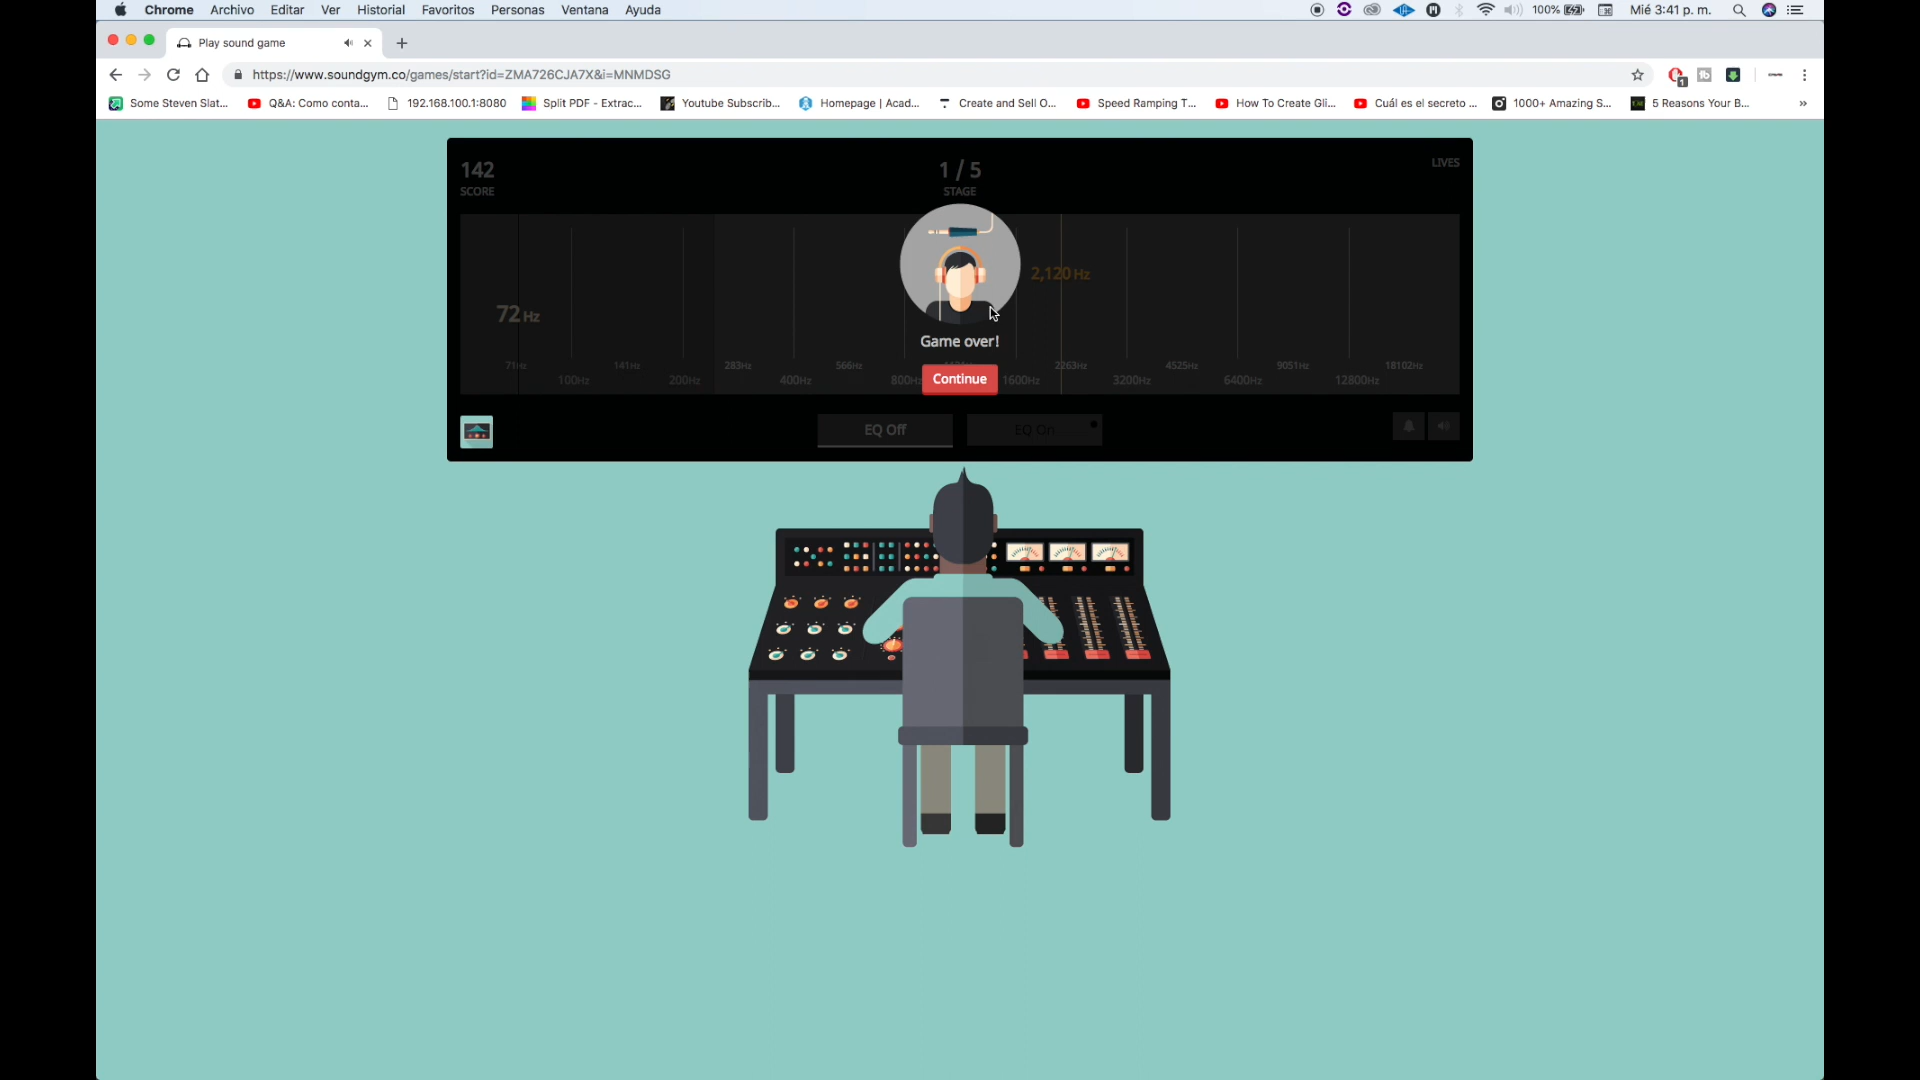 Chrome Archivo Editar Ver Historial Favoritos Personas Ventana Ayuda 100% Mié 3:41 p. m.
Play sound game
https://www.soundgym.co/games/start?id=ZMA726CJA7X&i=MNMDSG
Some Steven Slat... Q&A: Como conta... 192.168.100.1:8080 Split PDF - Extrac... Youtube Subscrib... Homepage | Acad... Create and Sell O... Speed Ramping T... How To Create Gli... Cuál es el secreto ... 1000+ Amazing S... 5 Reasons Your B... »
142 1 / 5 LIVES
SCORE STAGE
2,120 Hz
72 Hz
Game over!
71Hz 141Hz 283Hz 566Hz 2263Hz 4525Hz 9051Hz 18102Hz
100Hz 200Hz 400Hz 800Hz Continue 1600Hz 3200Hz 6400Hz 12800Hz
EQ Off EQ On